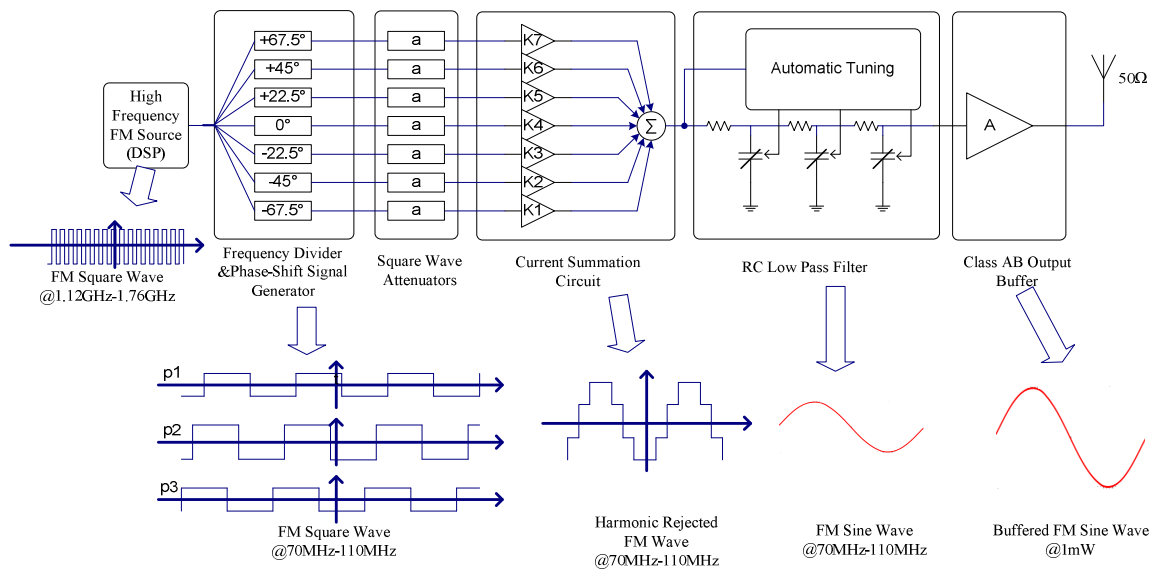 High
Frequency
FM Source
(DSP)
+67.5°
+45°
+22.5°
0°
-22.5°
-45°
-67.5°
a
a
a
a
a
a
a
K7
K6
K5
K4
K3
K2
K1
Σ
Automatic Tuning
A
50Ω
FM Square Wave
@1.12GHz-1.76GHz
Frequency Divider
&Phase-Shift Signal
Generator
Square Wave
Attenuators
Current Summation
Circuit
RC Low Pass Filter
Class AB Output
Buffer
p1
p2
p3
FM Square Wave
@70MHz-110MHz
Harmonic Rejected
FM Wave
@70MHz-110MHz
FM Sine Wave
@70MHz-110MHz
Buffered FM Sine Wave
@1mW